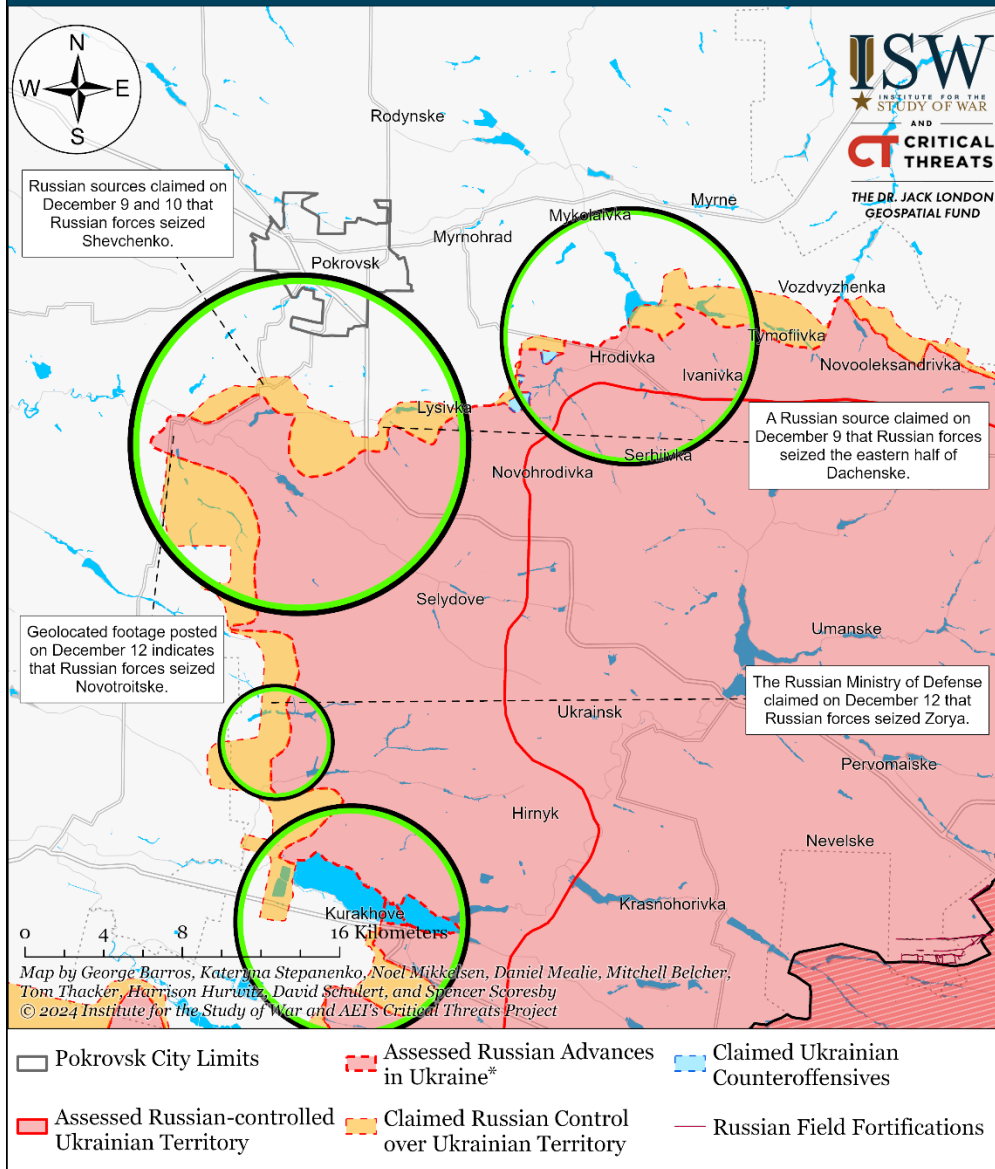 N
W
E
S
ISW
INSTITUTE FOR THE
STUDY OF WAR
AND
CT CRITICAL
THREATS
THE DR. JACK LONDON
GEOSPATIAL FUND
Rodynske
Russian sources claimed on
December 9 and 10 that
Russian forces seized
Shevchenko.
Mykolaivka
Myrne
Myrnohrad
Pokrovsk
Vozdvyzhenka
Tymofiivka
Hrodivka
Novooleksandrivka
Ivanivka
Lysivka
A Russian source claimed on
December 9 that Russian forces
seized the eastern half of
Dachenske.
Serhiivka
Novohrodivka
Selydove
Geolocated footage posted
on December 12 indicates
that Russian forces seized
Novotroitske.
Umanske
The Russian Ministry of Defense
claimed on December 12 that
Russian forces seized Zorya.
Ukrainsk
Pervomaiske
Hirnyk
Nevelske
Krasnohorivka
Kurakhove
0 4 8 16 Kilometers
Map by George Barros, Kateryna Stepanenko, Noel Mikkelsen, Daniel Mealie, Mitchell Belcher,
Tom Thacker, Harrison Hurwitz, David Schulert, and Spencer Scoresby
© 2024 Institute for the Study of War and AEI's Critical Threats Project
Pokrovsk City Limits
Assessed Russian Advances
in Ukraine*
Claimed Ukrainian
Counteroffensives
Assessed Russian-controlled
Ukrainian Territory
Claimed Russian Control
over Ukrainian Territory
Russian Field Fortifications